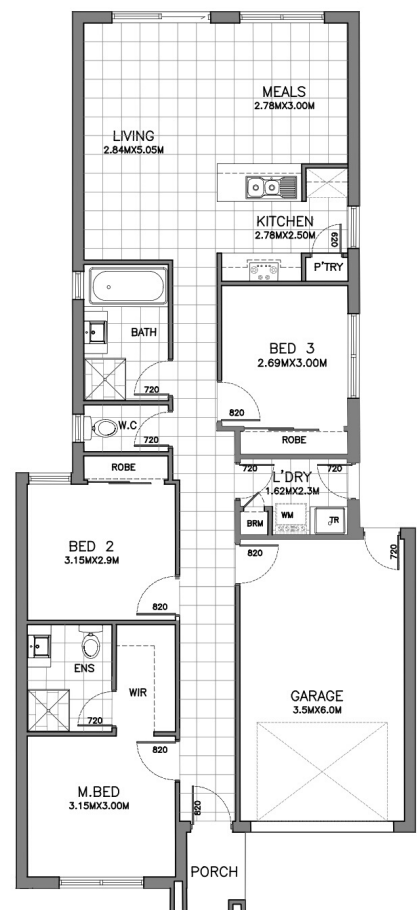 MEALS
2.78MX3.00M
LIVING
2.84MX5.05M
KITCHEN
2.78MX2.50M
620
P'TRY
BATH
720
BED 3
2.69MX3.00M
820
W.C
720
ROBE
ROBE
720
L'DRY
720
1.62MX2.3M
BRM
WM
TR
BED 2
3.15MX2.9M
820
820
720
ENS
720
WIR
GARAGE
3.5MX6.0M
820
M.BED
3.15MX3.00M
820
PORCH